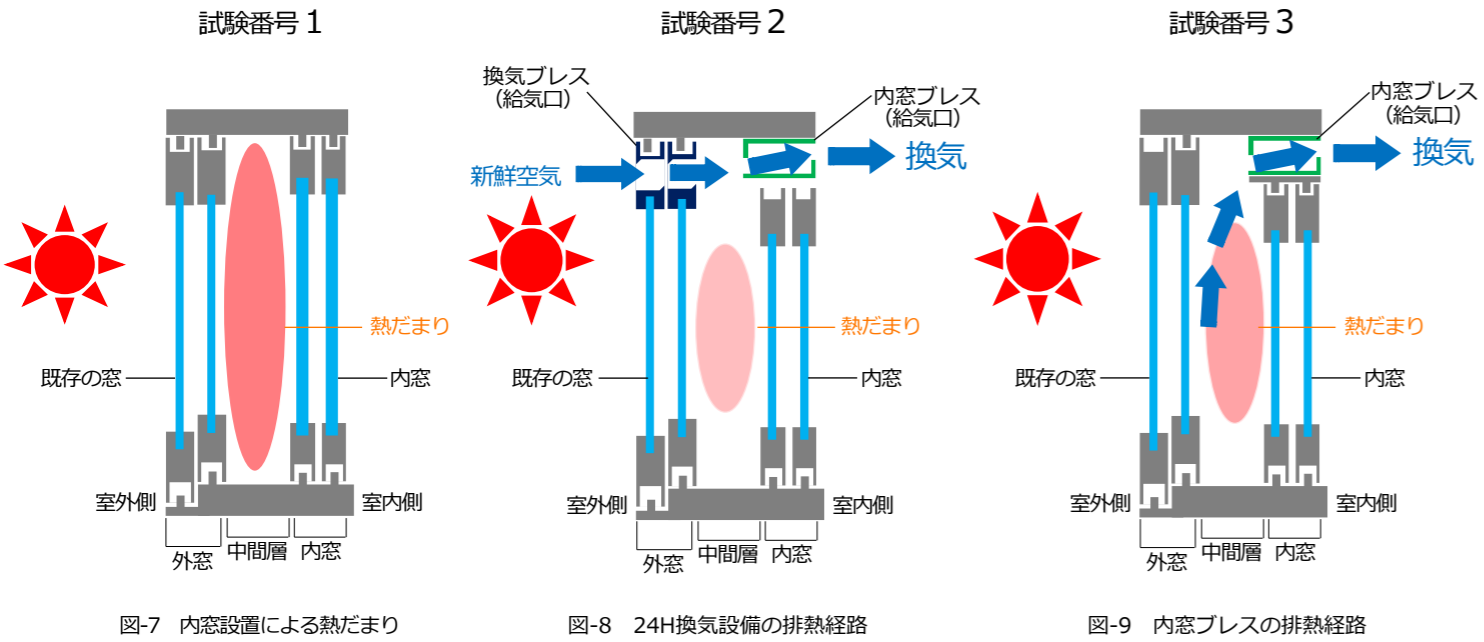 試験番号1
換気ブレス
（給気口）
内窓ブレス
（給気口）
新鮮空気
換気
熱だまり
既存の窓
内窓
室外側
室内側
外窓
中間層
内窓
図-7　内窓設置による熱だまり
試験番号2
熱だまり
既存の窓
内窓
室外側
室内側
外窓
中間層
内窓
図-8　24H換気設備の排熱経路
試験番号3
内窓ブレス
（給気口）
換気
熱だまり
既存の窓
内窓
室外側
室内側
外窓
中間層
内窓
図-9　内窓ブレスの排熱経路